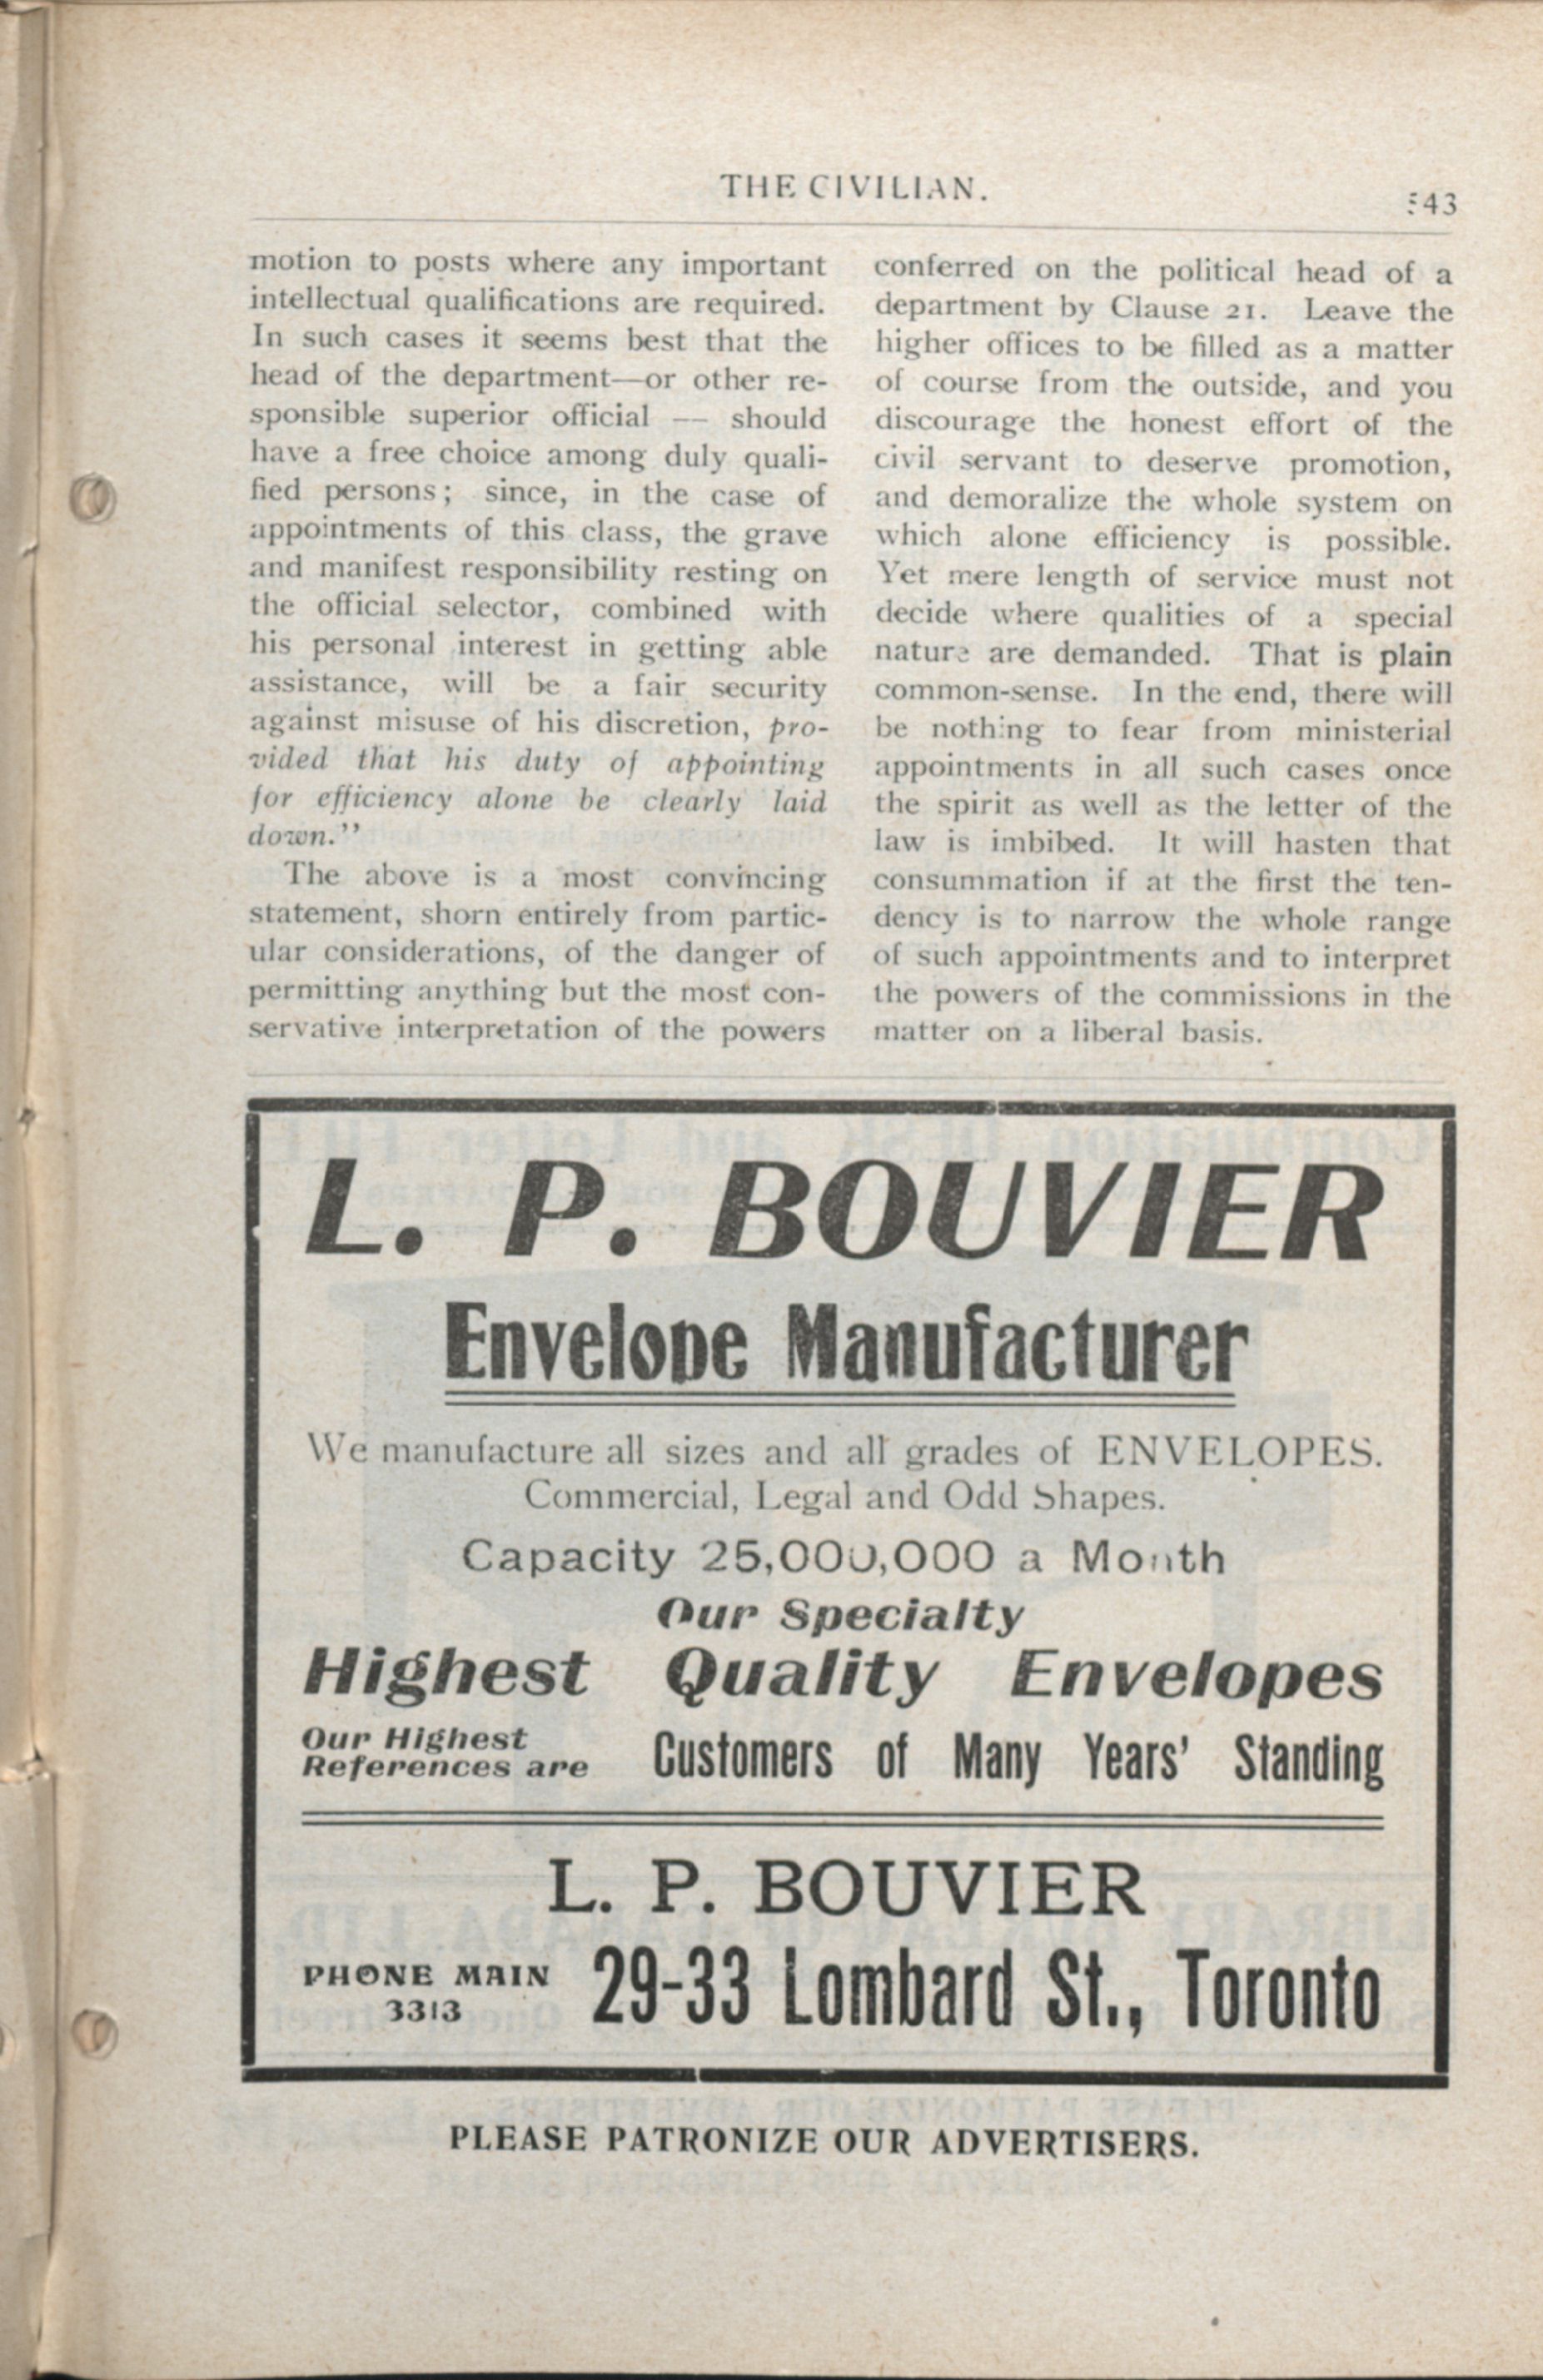 THE CIVILIAN.
543
motion to posts where any important
intellectual qualifications are required.
In such cases it seems best that the
head of the department—or other re-
sponsible superior official — should
have a free choice among duly quali-
fied persons; since, in the case of
appointments of this class, the grave
and manifest responsibility resting on
the official selector, combined with
his personal interest in getting able
assistance, will be a fair security
against misuse of his discretion, pro-
vided that his duty of appointing
for efficiency alone be clearly laid
down.''
The above is a most convincing
statement, shorn entirely from partic-
ular considerations, of the danger of
permitting anything but the most con-
servative interpretation of the powers
conferred on the political head of a
department by Clause 21. Leave the
higher offices to be filled as a matter
of course from the outside, and you
discourage the honest effort of the
civil servant to deserve promotion,
and demoralize the whole system on
which alone efficiency is possible.
Yet mere length of service must not
decide where qualities of a special
nature are demanded. That is plain
common-sense. In the end, there will
be nothing to fear from ministerial
appointments in all such cases once
the spirit as well as the letter of the
law is imbibed. It will hasten that
consummation if at the first the ten-
dency is to narrow the whole range
of such appointments and to interpret
the powers of the commissions in the
matter on a liberal basis.
L. P. BOUVIER
Envelope Manufacturer
We manufacture all sizes and all grades of ENVELOPES.
Commercial, Legal and Odd Shapes.
Capacity 25,000,000 a Month
Our Specialty
Highest Quality Envelopes
Our Highest
References are Customers of Many Years' Standing
L. P. BOUVIER
PHONE MAIN
3313
29-33 Lombard St., Toronto
PLEASE PATRONIZE OUR ADVERTISERS.